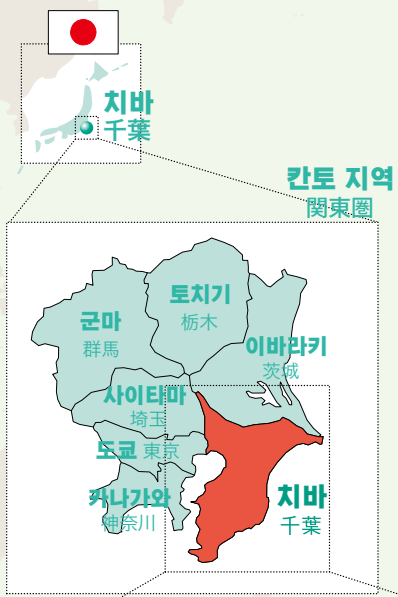 치바
千葉
칸토 지역
関東圏
토치기
栃木
군마
群馬
이바라키
茨城
사이타마
埼玉
도쿄 東京
카나가와
神奈川
치바
千葉